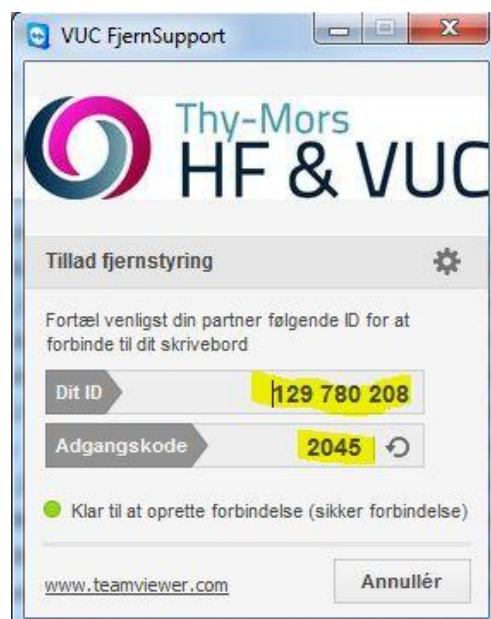 VUC FjernSupport
Thy-Mors
HF & VUC
Tillad fjernstyring
Fortæl venligst din partner følgende ID for at
forbinde til dit skrivebord
Dit ID 129 780 208
Adgangskode 2045
Klar til at oprette forbindelse (sikker forbindelse)
www.teamviewer.com Annullér